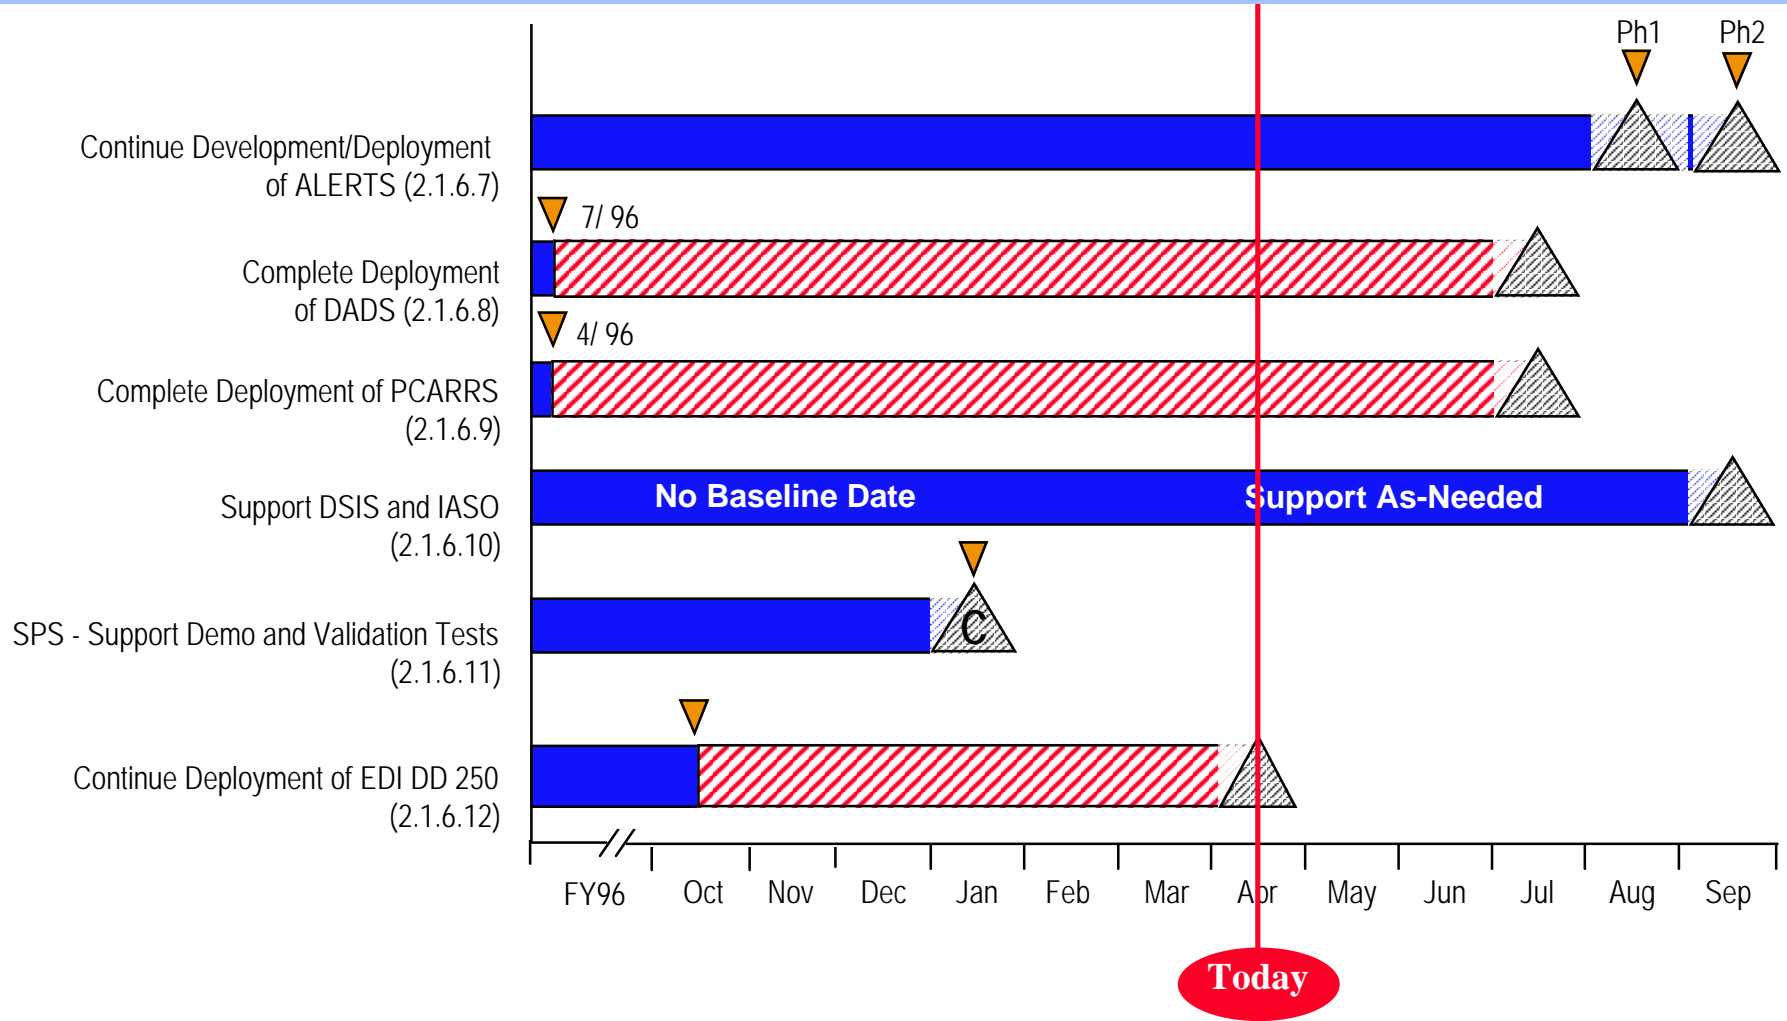 Ph1 Ph2
Continue Development/Deployment
of ALERTS (2.1.6.7)
7/ 96
Complete Deployment
of DADS (2.1.6.8)
4/ 96
Complete Deployment of PCARRS
(2.1.6.9)
No Baseline Date Support As-Needed
Support DSIS and IASO
(2.1.6.10)
C
SPS - Support Demo and Validation Tests
(2.1.6.11)
Continue Deployment of EDI DD 250
(2.1.6.12)
FY96 Oct Nov Dec Jan Feb Mar Apr May Jun Jul Aug Sep
Today